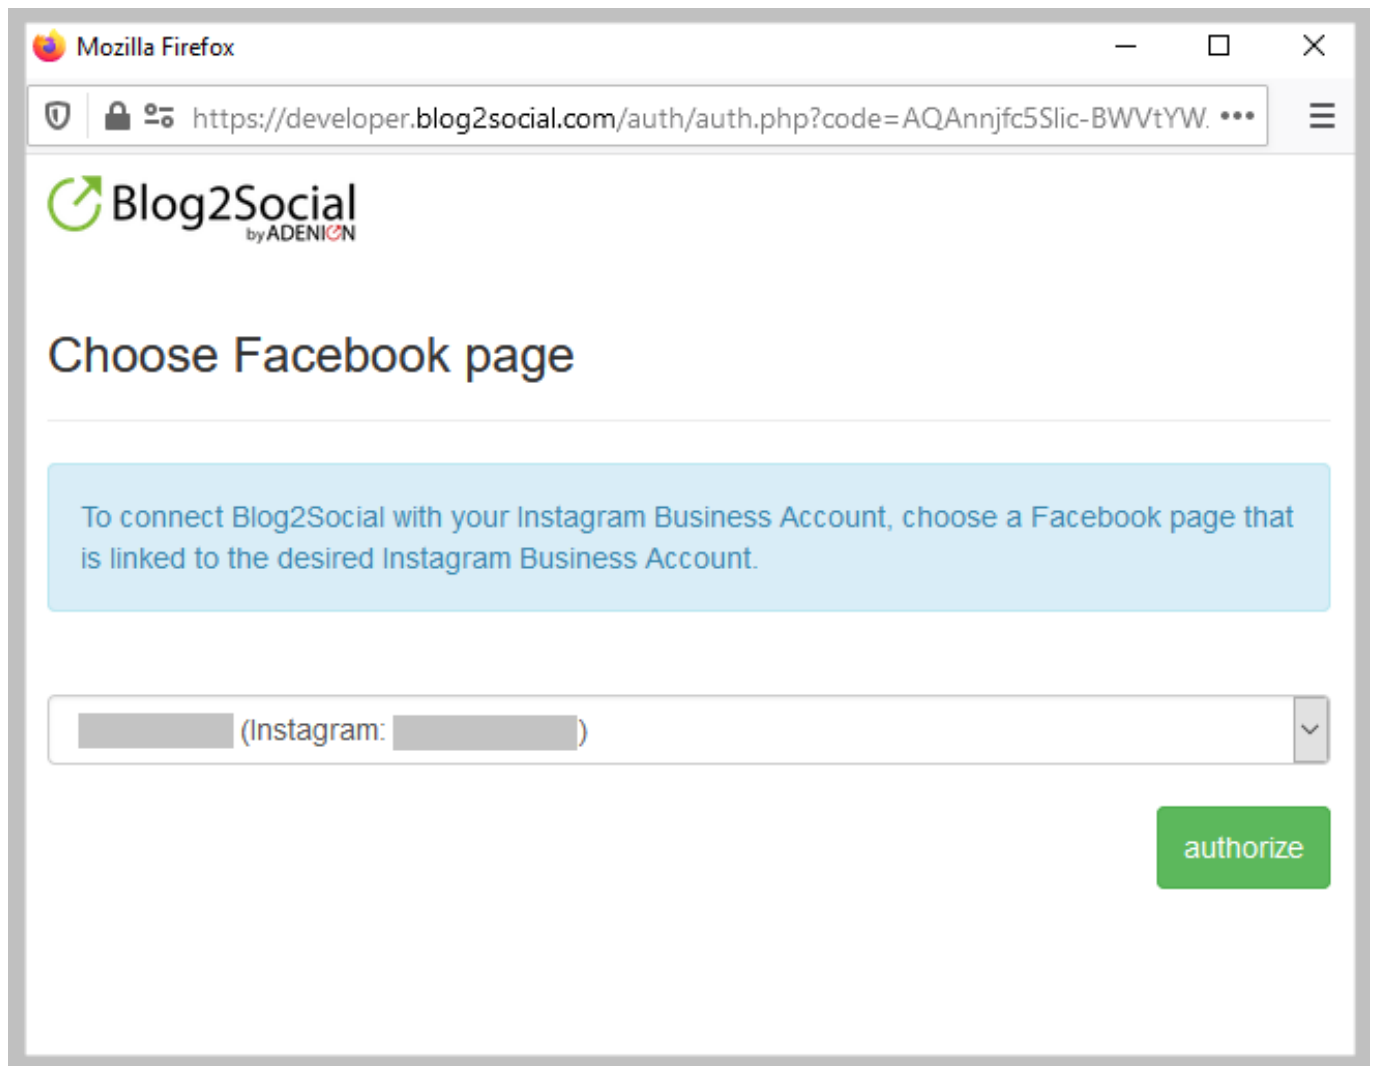 Mozilla Firefox
https://developer.blog2social.com/auth/auth.php?code=AQAnnjfc5Slic-BWVtYW.
Blog2Social
by ADENION
Choose Facebook page
To connect Blog2Social with your Instagram Business Account, choose a Facebook page that
is linked to the desired Instagram Business Account.
(Instagram: )
authorize